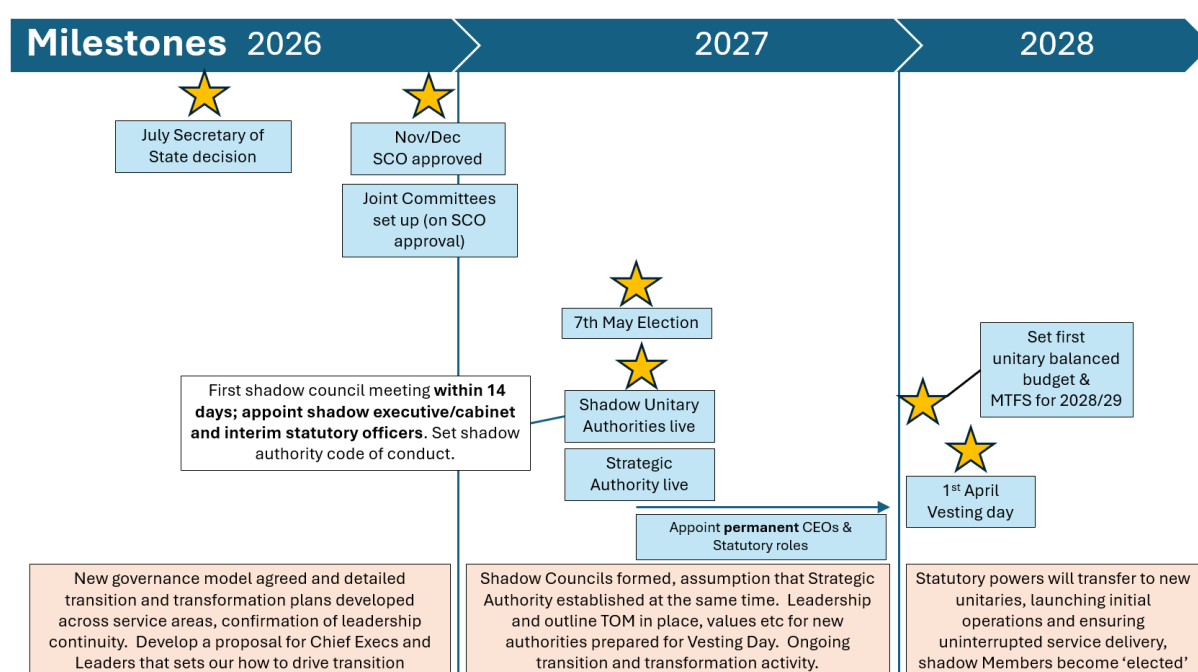 Milestones 2026 2027 2028
July Secretary of
State decision
Nov/Dec
SCO approved
Joint Committees
set up (on SCO
approval)
7th May Election
First shadow council meeting within 14
days; appoint shadow executive/cabinet
and interim statutory officers. Set shadow
authority code of conduct.
Shadow Unitary
Authorities live
Strategic
Authority live
Appoint permanent CEOs &
Statutory roles
Set first
unitary balanced
budget &
MTFS for 2028/29
1st April
Vesting day
New governance model agreed and detailed
transition and transformation plans developed
across service areas, confirmation of leadership
continuity. Develop a proposal for Chief Execs and
Leaders that sets our how to drive transition
Shadow Councils formed, assumption that Strategic
Authority established at the same time. Leadership
and outline TOM in place, values etc for new
authorities prepared for Vesting Day. Ongoing
transition and transformation activity.
Statutory powers will transfer to new
unitaries, launching initial
operations and ensuring
uninterrupted service delivery,
shadow Members become ‘elected’